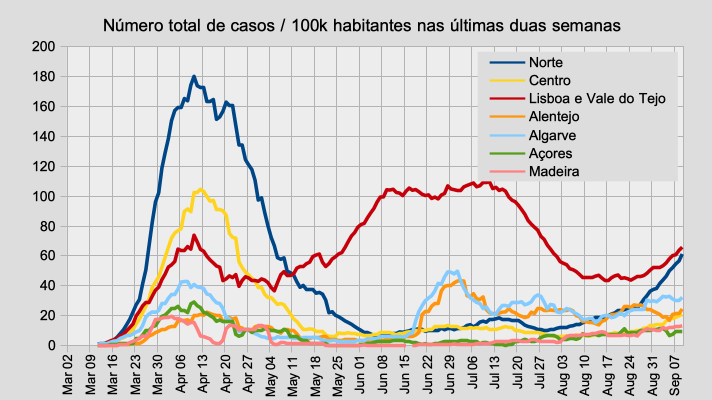 Número total de casos / 100k habitantes nas últimas duas semanas
200
180
160
140
120
100
80
60
40
20
0
Norte
Centro
Lisboa e Vale do Tejo
Alentejo
Algarve
Açores
Madeira
Mar 02
Mar 09
Mar 16
Mar 23
Mar 30
Apr 06
Apr 13
Apr 20
Apr 27
May 04
May 11
May 18
May 25
Jun 01
Jun 08
Jun 15
Jun 22
Jun 29
Jul 06
Jul 13
Jul 20
Jul 27
Aug 03
Aug 10
Aug 17
Aug 24
Aug 31
Sep 07